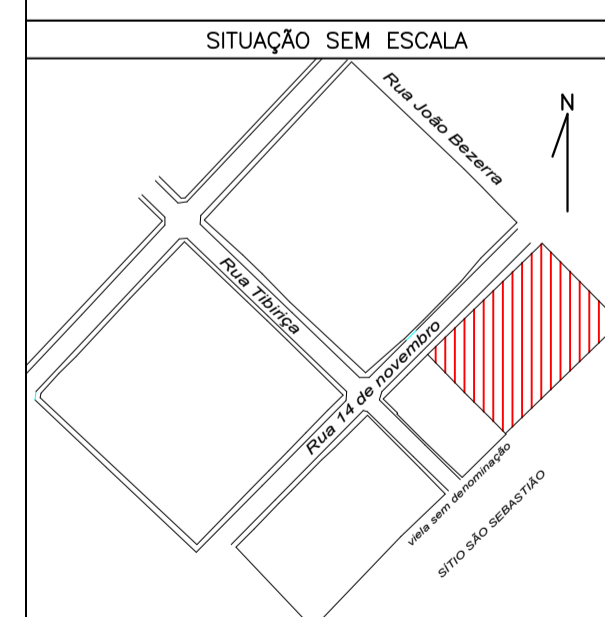 SITUAÇÃO SEM ESCALA
Rua João Bezerra
N
Rua Tibiriça
Rua 14 de novembro
viela sem denominação
SÍTIO SÃO SEBASTIÃO